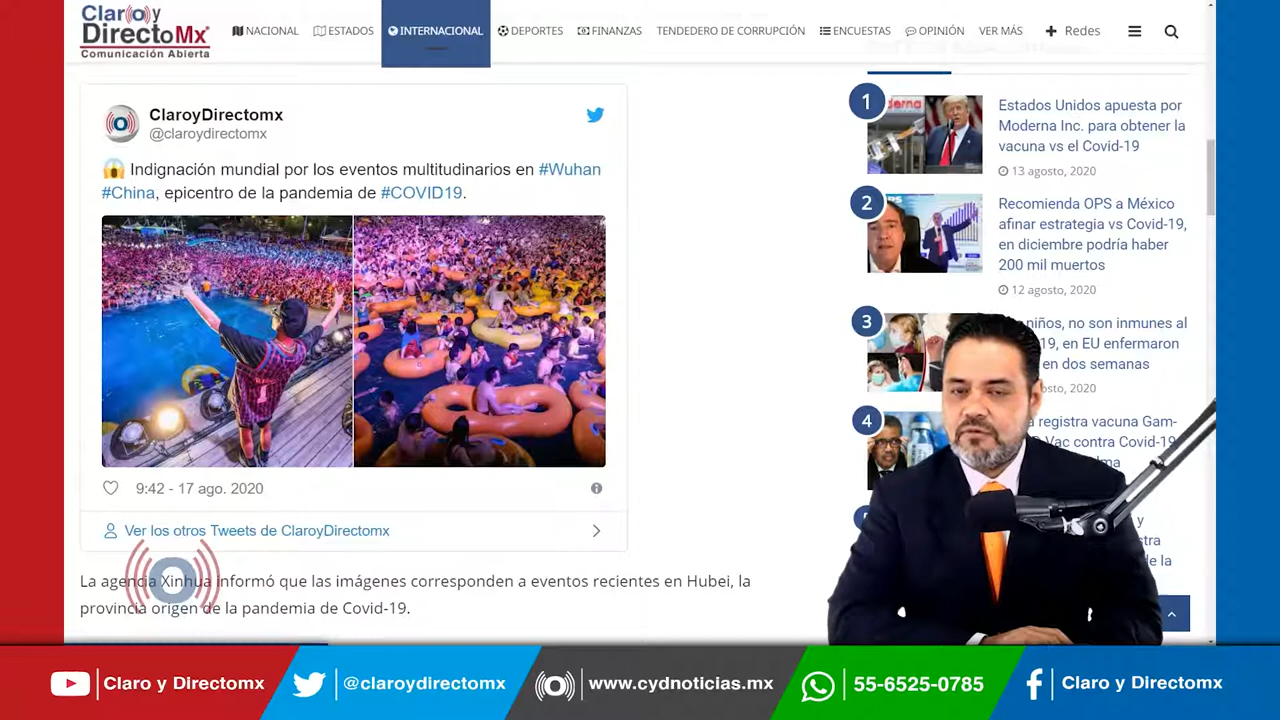 Claro y
DirectoMx
Comunicación Abierta
NACIONAL
ESTADOS
INTERNACIONAL
DEPORTES
FINANZAS
TENDEDERO DE CORRUPCIÓN
ENCUESTAS
OPINIÓN
VER MÁS
Redes
ClaroyDirectomx
@claroydirectomx
Indignación mundial por los eventos multitudinarios en #Wuhan
#China, epicentro de la pandemia de #COVID19.
9:42 - 17 ago. 2020
Ver los otros Tweets de ClaroyDirectomx
La agencia Xinhua informó que las imágenes corresponden a eventos recientes en Hubei, la
provincia origen de la pandemia de Covid-19.
1
Estados Unidos apuesta por
Moderna Inc. para obtener la
vacuna vs el Covid-19
13 agosto, 2020
2
Recomienda OPS a México
afinar estrategia vs Covid-19,
en diciembre podría haber
200 mil muertos
12 agosto, 2020
3
niños, no son inmunes al
19, en EU enfermaron
en dos semanas
2020
4
registra vacuna Gam-
Vac contra Covid-19
y
de la
Claro y Directomx
@claroydirectomx
www.cydnoticias.mx
55-6525-0785
Claro y Directomx